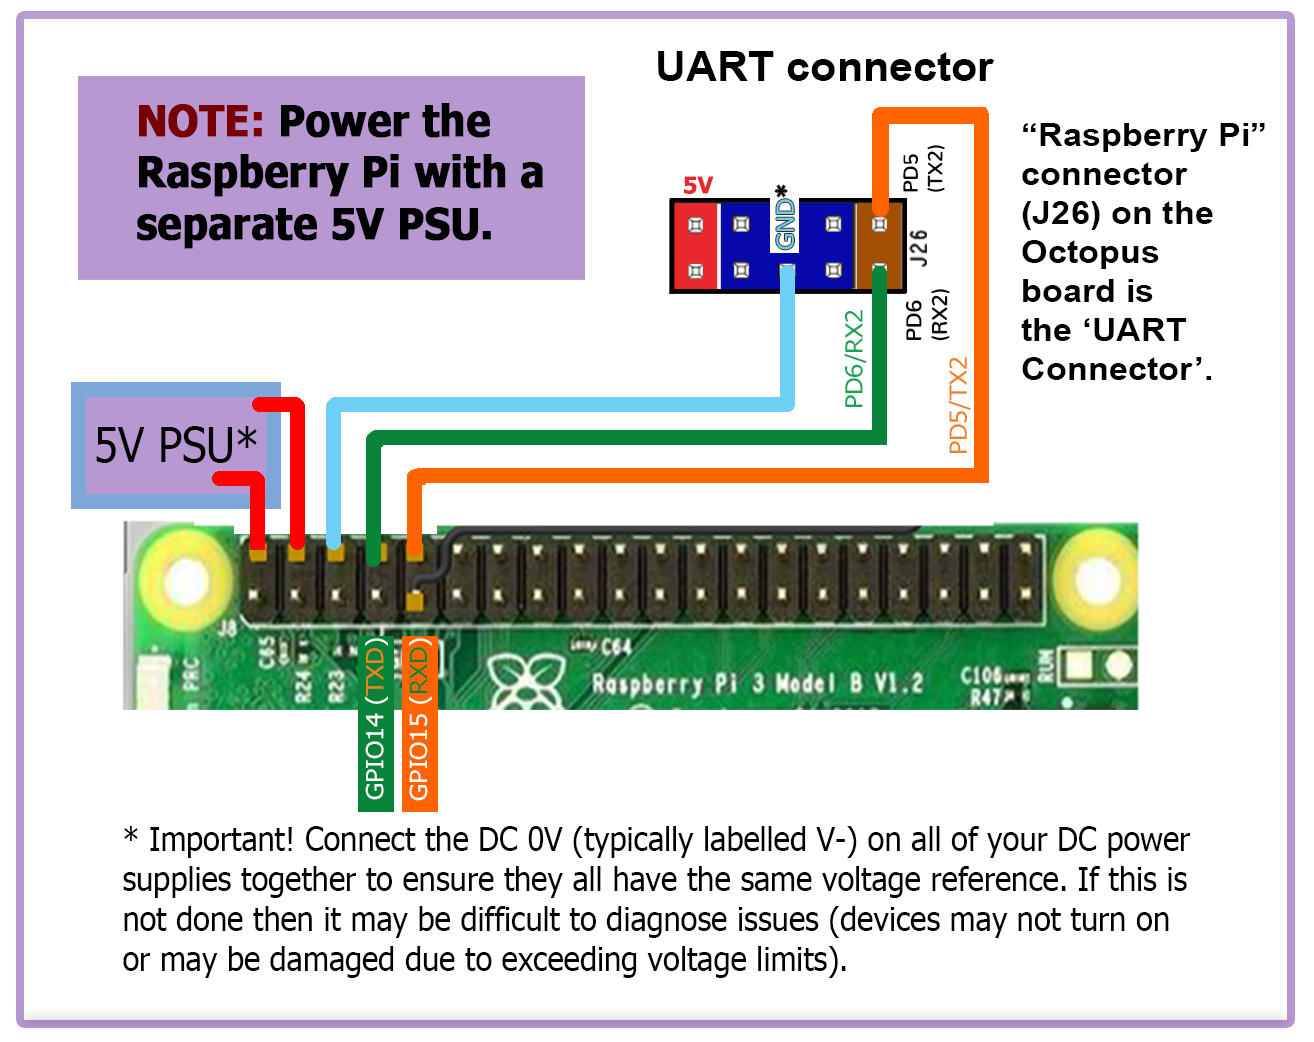 UART connector
NOTE: Power the
Raspberry Pi with a
separate 5V PSU.
“Raspberry Pi”
connector
(J26) on the
Octopus
board is
the ‘UART
Connector’.
5V
GND*
PD5
(TX2)
J26
PD6
(RX2)
PD6/RX2
PD5/TX2
5V PSU*
J8
C65
R24
R23
PRC
C64
Raspberry Pi 3 Model B V1.2
C106
R47
RUN
GPIO14 (TXD)
GPIO15 (RXD)
* Important! Connect the DC 0V (typically labelled V-) on all of your DC power
supplies together to ensure they all have the same voltage reference. If this is
not done then it may be difficult to diagnose issues (devices may not turn on
or may be damaged due to exceeding voltage limits).